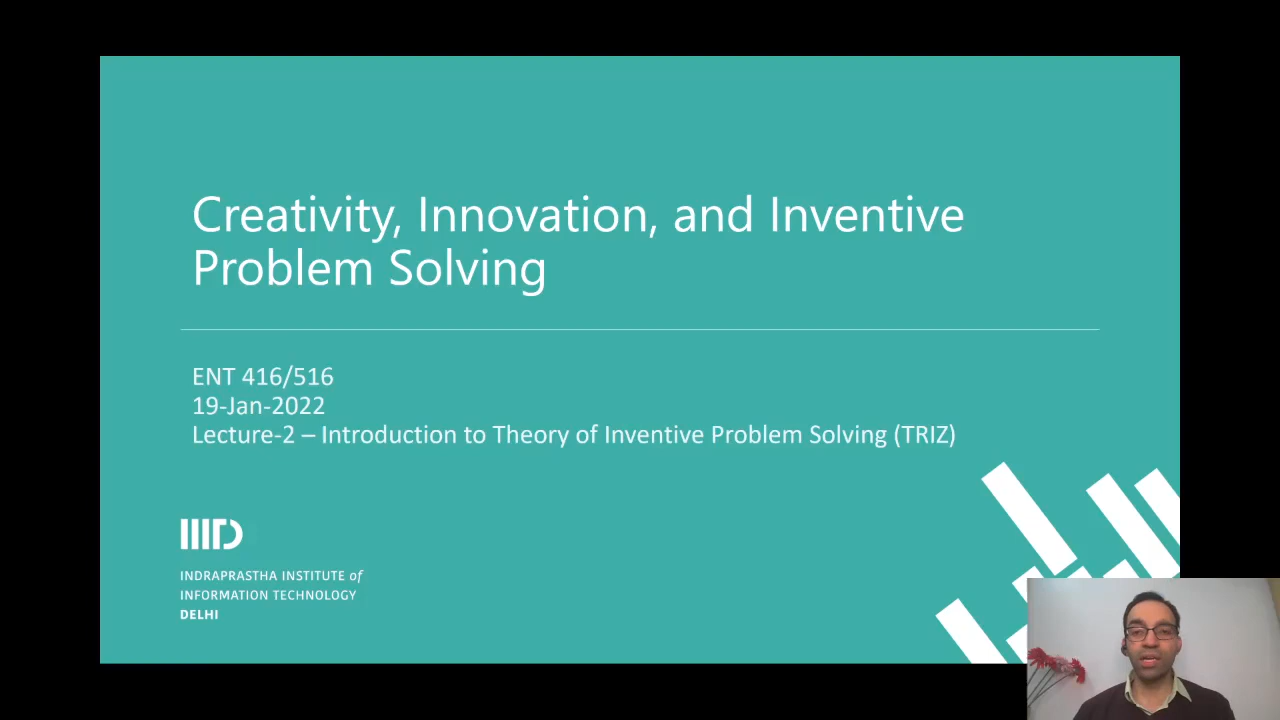 Creativity, Innovation, and Inventive
Problem Solving
ENT 416/516
19-Jan-2022
Lecture-2 – Introduction to Theory of Inventive Problem Solving (TRIZ)
IIITD
INDRAPRASTHA INSTITUTE of
INFORMATION TECHNOLOGY
DELHI